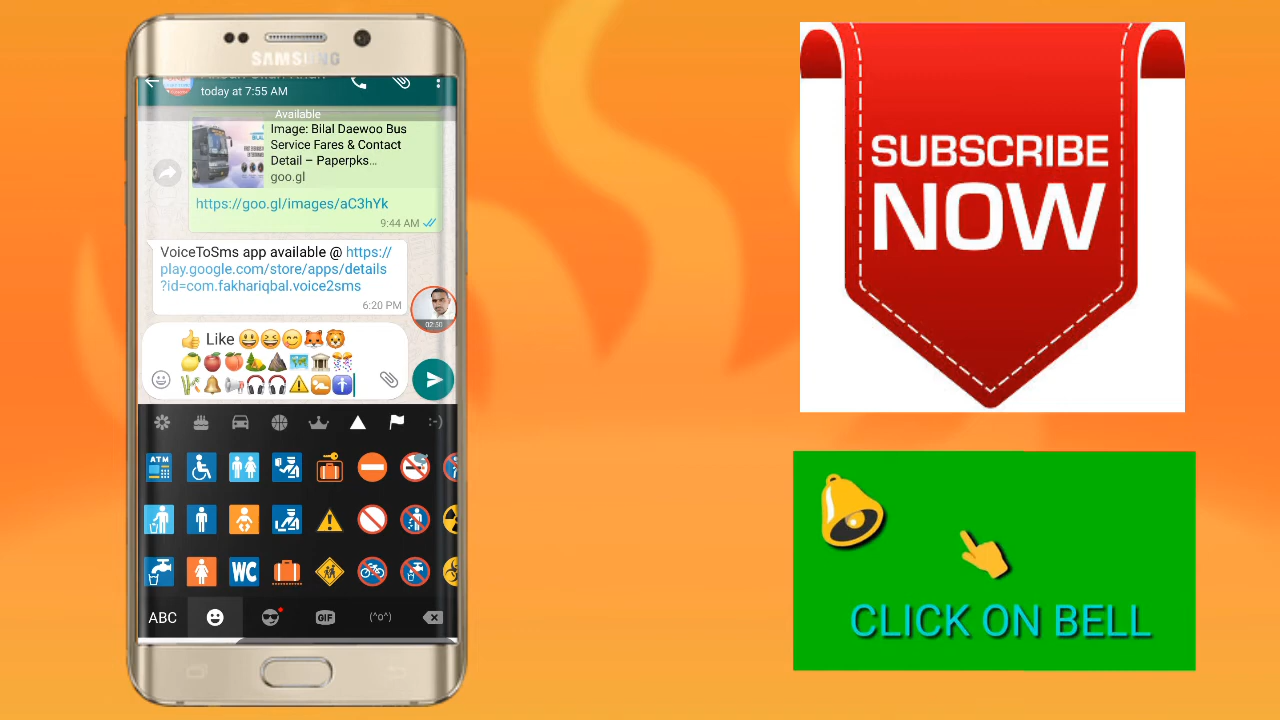 SAMSUNG
today at 7:55 AM
Available
Image: Bilal Daewoo Bus
Service Fares & Contact
Detail – Paperpks...
goo.gl
https://goo.gl/images/aC3hYk
9:44 AM
VoiceToSms app available @ https://
play.google.com/store/apps/details
?id=com.fakhariqbal.voice2sms
6:20 PM
02:50
👍 Like 😃😆😊🦊🦁
🍋🍎🍑🏕⛰🗺🏛🎊
🎋🔔📢🎧🎧⚠🌥✝
:-)
ATM
WC
ABC
GIF
(^o^)
SUBSCRIBE
NOW
CLICK ON BELL